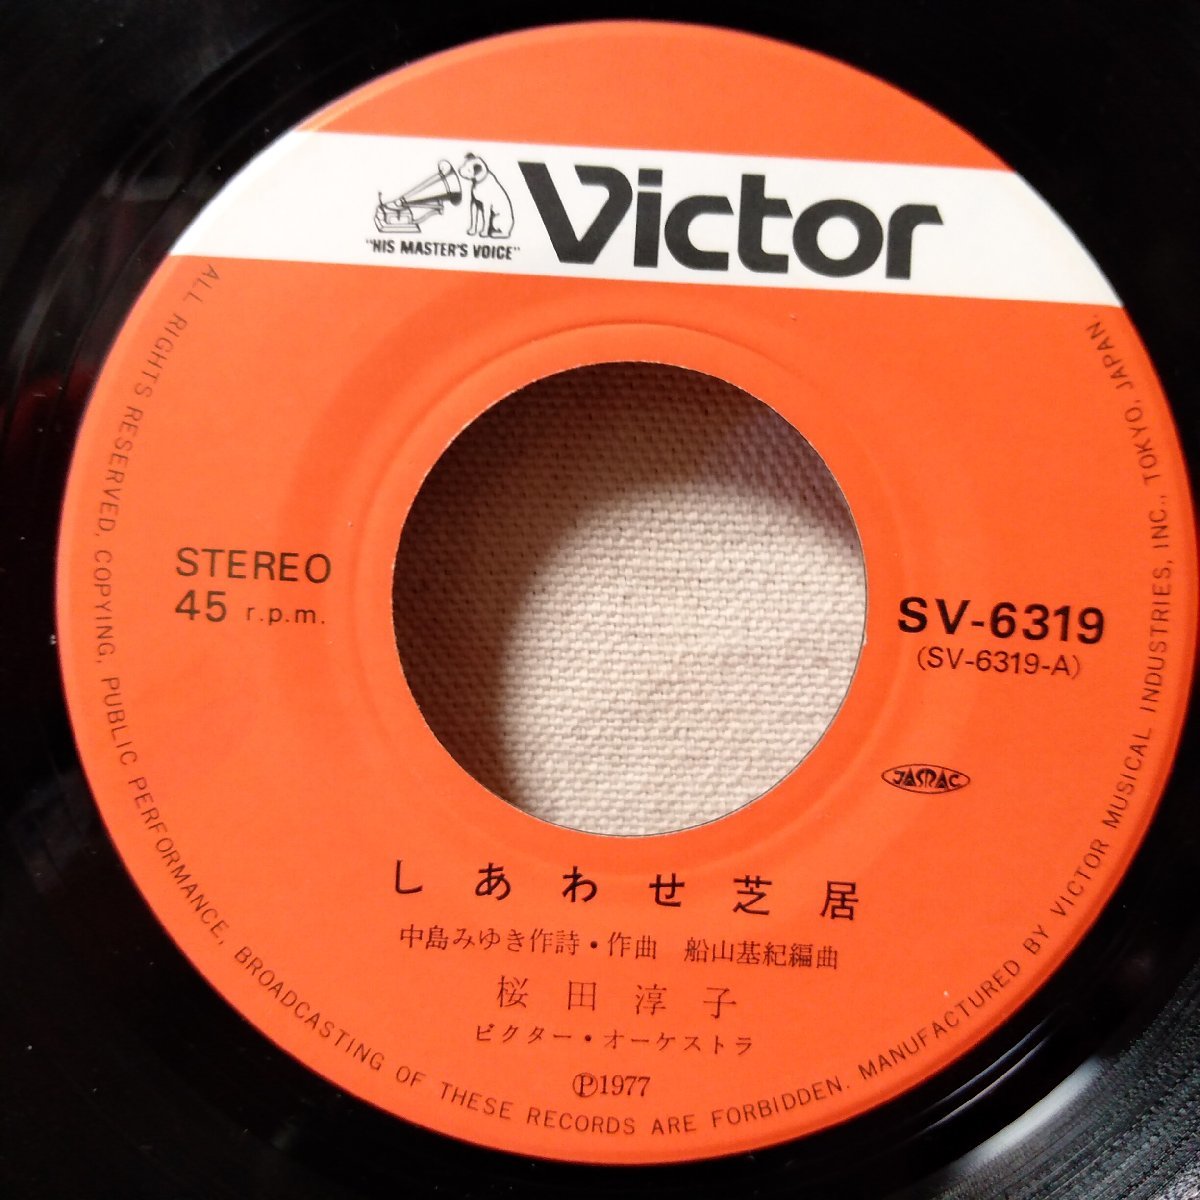 "HIS MASTER'S VOICE"
Victor
STEREO
45 r.p.m.
SV-6319
(SV-6319-A)
JASRAC
しあわせ芝居
中島みゆき作詩・作曲 船山基紀編曲
桜田淳子
ビクター・オーケストラ
Ⓟ1977
ALL RIGHTS RESERVED, COPYING, PUBLIC PERFORMANCE, BROADCASTING OF THESE RECORDS ARE FORBIDDEN. MANUFACTURED BY VICTOR MUSICAL INDUSTRIES, INC., TOKYO, JAPAN.